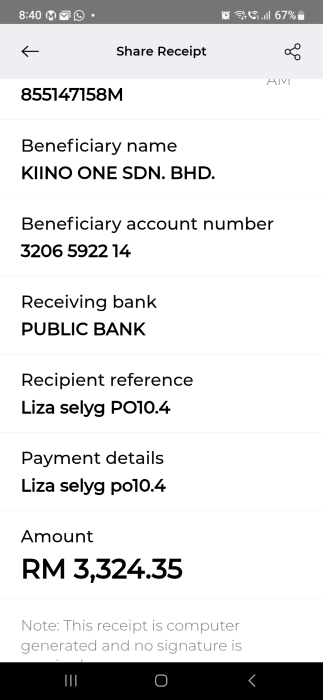 8:40
67%
Share Receipt
AM
855147158M
Beneficiary name
KIINO ONE SDN. BHD.
Beneficiary account number
3206 5922 14
Receiving bank
PUBLIC BANK
Recipient reference
Liza selyg PO10.4
Payment details
Liza selyg po10.4
Amount
RM 3,324.35
Note: This receipt is computer
generated and no signature is